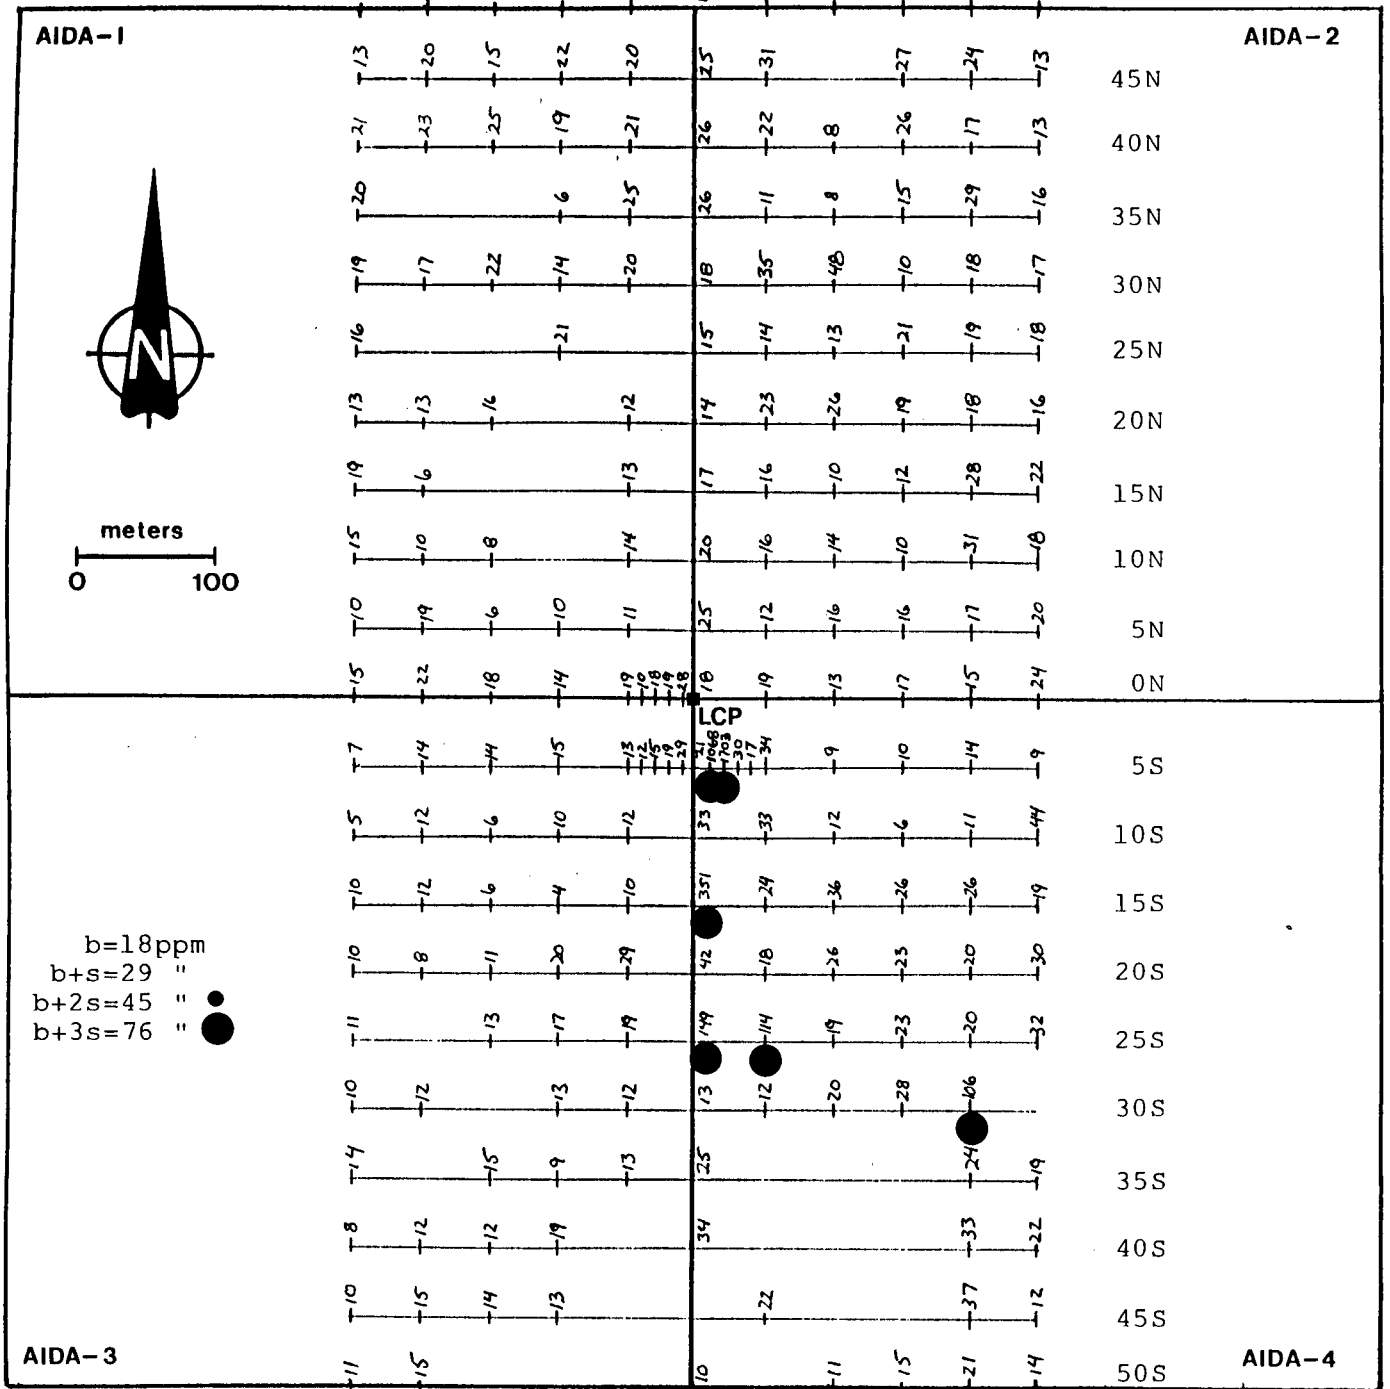 AIDA-1 AIDA-2
13 20 15 22 20 25 31 27 24 13 45N
21 23 25 19 21 26 22 8 26 17 13 40N
20 6 25 26 11 8 15 29 16 35N
19 17 22 14 20 18 35 48 10 18 17 30N
16 21 15 14 13 21 19 18 25N
N
13 13 16 12 14 23 26 19 18 16 20N
19 6 13 17 16 10 12 28 22 15N
meters
0 100
15 10 8 14 20 16 14 10 31 18 10N
10 19 6 10 11 25 12 16 16 17 20 5N
15 22 18 14 19 10 18 19 28 18 19 13 17 15 24 0N
LCP
7 14 14 15 13 12 15 19 29 21 1068 1703 30 17 34 9 10 14 9 5S
5 12 6 10 12 33 33 12 6 11 44 10S
10 12 6 4 10 351 24 36 26 26 19 15S
b=18ppm
b+s=29 "
b+2s=45 "
b+3s=76 "
10 8 11 20 29 42 18 26 23 20 30 20S
11 13 17 19 149 114 19 23 20 32 25S
10 12 13 12 13 12 20 28 106 30S
14 15 9 13 25 24 19 35S
8 12 12 19 34 33 22 40S
10 15 14 13 22 37 12 45S
AIDA-3 AIDA-4
11 15 10 11 15 21 14 50S